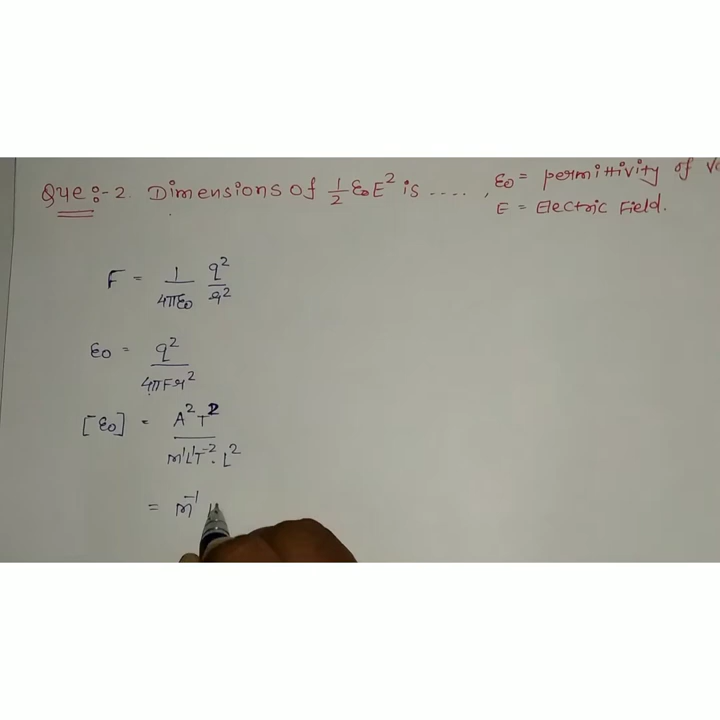 Que:-2. Dimensions of 1/2 ε0E² is ...., ε0 = permittivity of
E = Electric Field.
F = 1/4πε0 q²/r²
ε0 = q²/4πFr²
[ε0] = A²T²/M¹L¹T⁻².L²
= M⁻¹